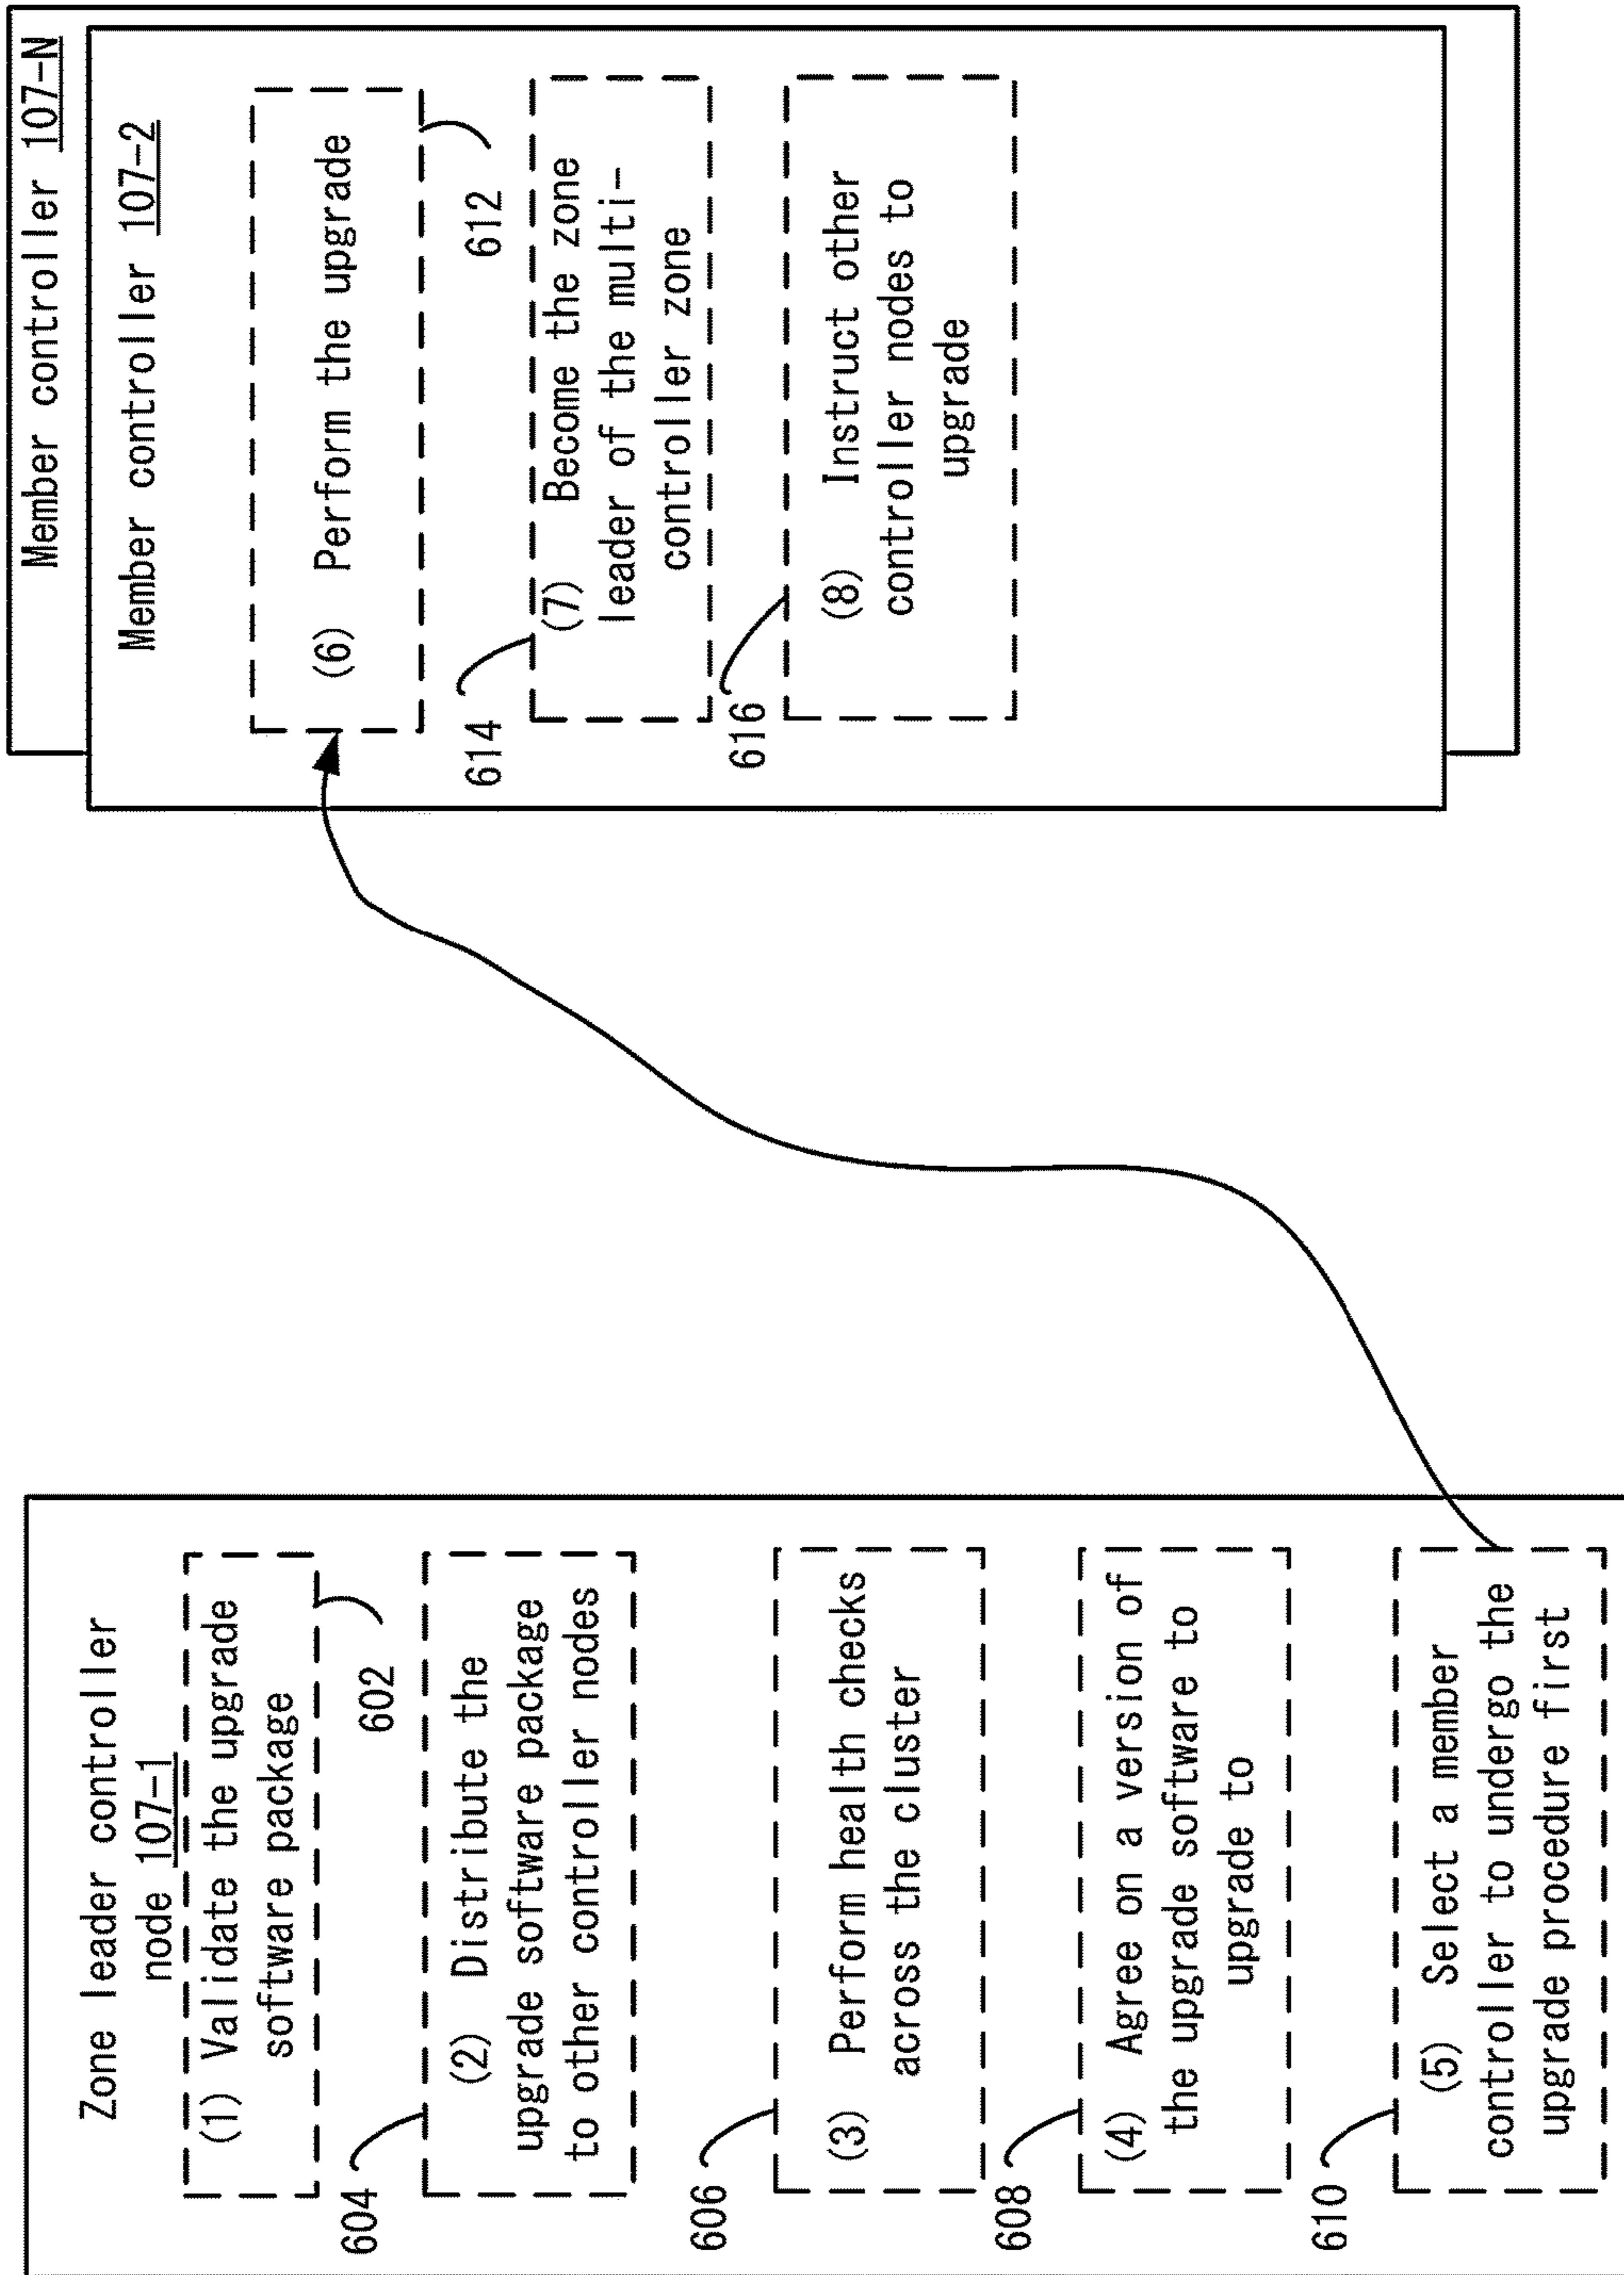 Zone leader controller
node 107-1
(1) Validate the upgrade
software package
602
604
(2) Distribute the
upgrade software package
to other controller nodes
606
(3) Perform health checks
across the cluster
608
(4) Agree on a version of
the upgrade software to
upgrade to
610
(5) Select a member
controller to undergo the
upgrade procedure first
Member controller 107-N
Member controller 107-2
(6) Perform the upgrade
612
614
(7) Become the zone
leader of the multi-
controller zone
616
(8) Instruct other
controller nodes to
upgrade